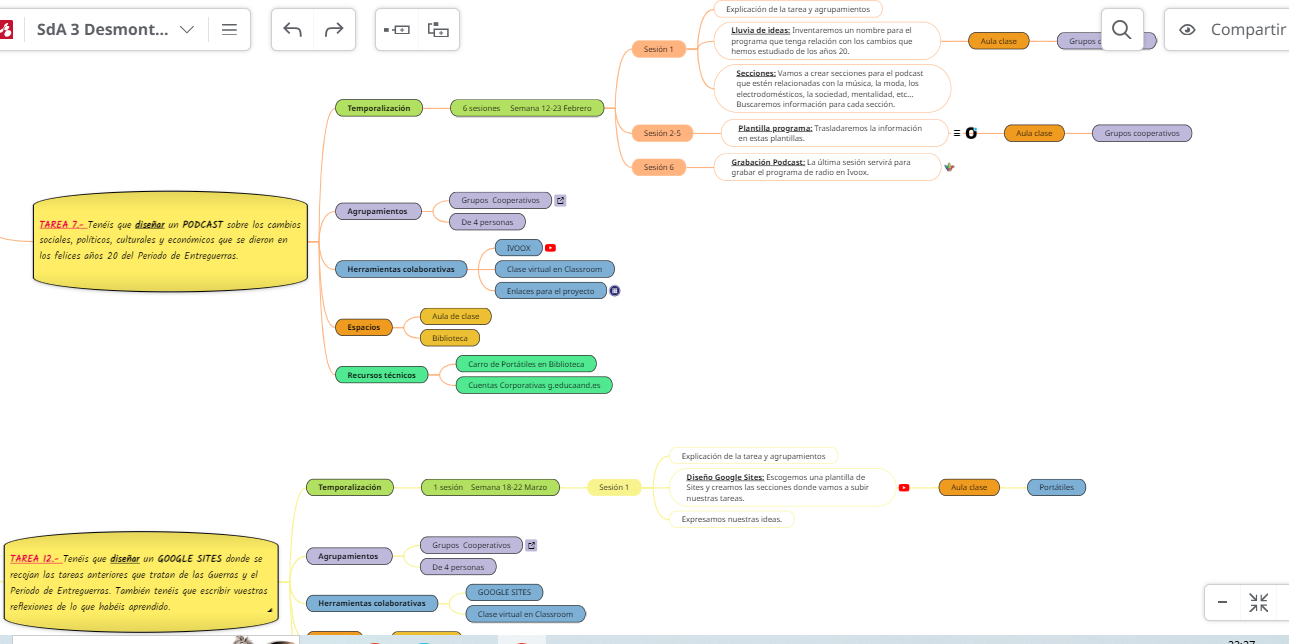 SdA 3 Desmont...
Compartir
Explicación de la tarea y agrupamientos
Sesión 1
Lluvia de ideas: Inventaremos un nombre para el
programa que tenga relación con los cambios que
hemos estudiado de los años 20.
Aula clase
Grupos
Secciones: Vamos a crear secciones para el podcast
que estén relacionadas con la música, la moda, los
electrodomésticos, la sociedad, mentalidad, etc...
Buscaremos información para cada sección.
Temporalización
6 sesiones Semana 12-23 Febrero
Sesión 2-5
Plantilla programa: Trasladaremos la información
en estas plantillas.
Aula clase
Grupos cooperativos
Sesión 6
Grabación Podcast: La última sesión servirá para
grabar el programa de radio en Ivoox.
TAREA 7.- Tenéis que diseñar un PODCAST sobre los cambios
sociales, políticos, culturales y económicos que se dieron en
los felices años 20 del Periodo de Entreguerras.
Agrupamientos
Grupos Cooperativos
De 4 personas
Herramientas colaborativas
IVOOX
Clase virtual en Classroom
Enlaces para el proyecto
Espacios
Aula de clase
Biblioteca
Recursos técnicos
Carro de Portátiles en Biblioteca
Cuentas Corporativas g.educaand.es
Temporalización
1 sesión Semana 18-22 Marzo
Sesión 1
Explicación de la tarea y agrupamientos
Diseño Google Sites: Escogemos una plantilla de
Sites y creamos las secciones donde vamos a subir
nuestras tareas.
Aula clase
Portátiles
Expresamos nuestras ideas.
TAREA 12.- Tenéis que diseñar un GOOGLE SITES donde se
recojan las tareas anteriores que tratan de las Guerras y el
Periodo de Entreguerras. También tenéis que escribir vuestras
reflexiones de lo que habéis aprendido.
Agrupamientos
Grupos Cooperativos
De 4 personas
Herramientas colaborativas
GOOGLE SITES
Clase virtual en Classroom